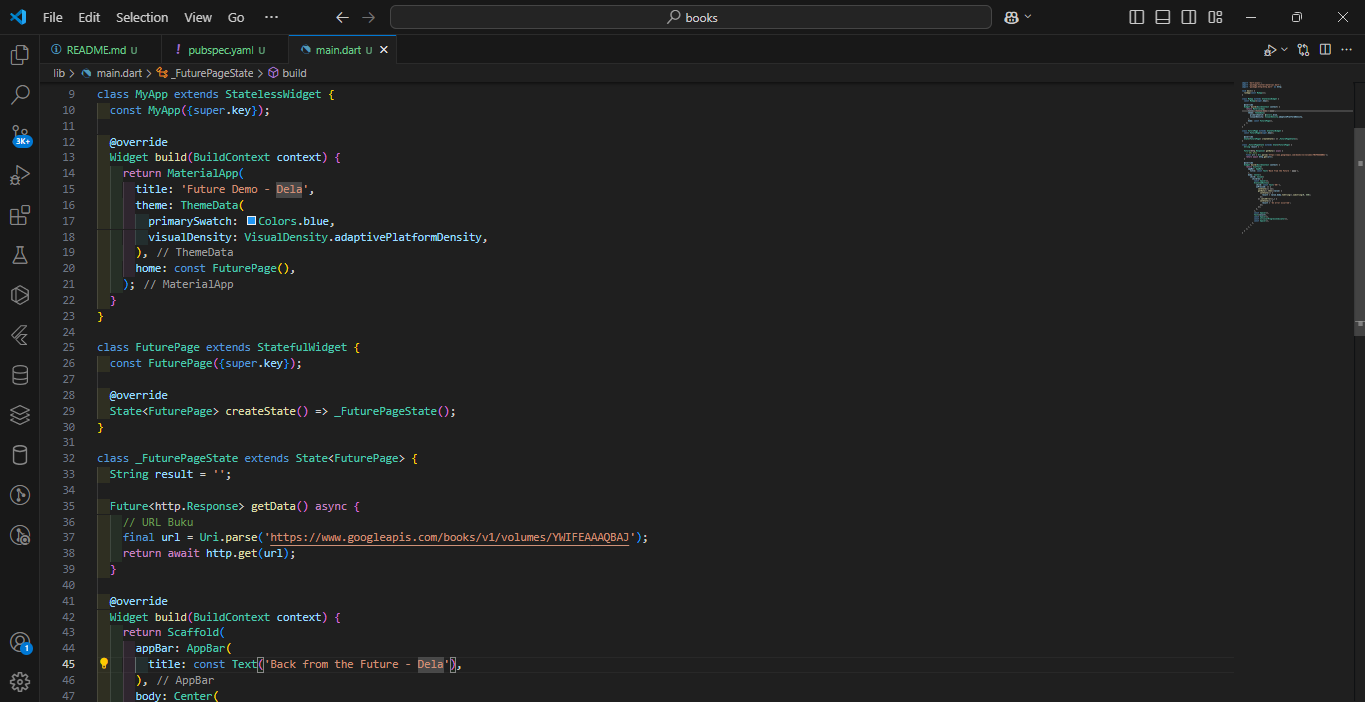 File Edit Selection View Go ··· books
README.md U pubspec.yaml U main.dart U
lib > main.dart > _FuturePageState > build
9 class MyApp extends StatelessWidget {
10 const MyApp({super.key});
11
12 @override
13 Widget build(BuildContext context) {
14 return MaterialApp(
15 title: 'Future Demo - Dela',
16 theme: ThemeData(
17 primarySwatch: Colors.blue,
18 visualDensity: VisualDensity.adaptivePlatformDensity,
19 ), // ThemeData
20 home: const FuturePage(),
21 ); // MaterialApp
22 }
23 }
24
25 class FuturePage extends StatefulWidget {
26 const FuturePage({super.key});
27
28 @override
29 State<FuturePage> createState() => _FuturePageState();
30 }
31
32 class _FuturePageState extends State<FuturePage> {
33 String result = '';
34
35 Future<http.Response> getData() async {
36 // URL Buku
37 final url = Uri.parse('https://www.googleapis.com/books/v1/volumes/YWIFEAAAQBAJ');
38 return await http.get(url);
39 }
40
41 @override
42 Widget build(BuildContext context) {
43 return Scaffold(
44 appBar: AppBar(
45 title: const Text('Back from the Future - Dela'),
46 ), // AppBar
47 body: Center(
3K+
1